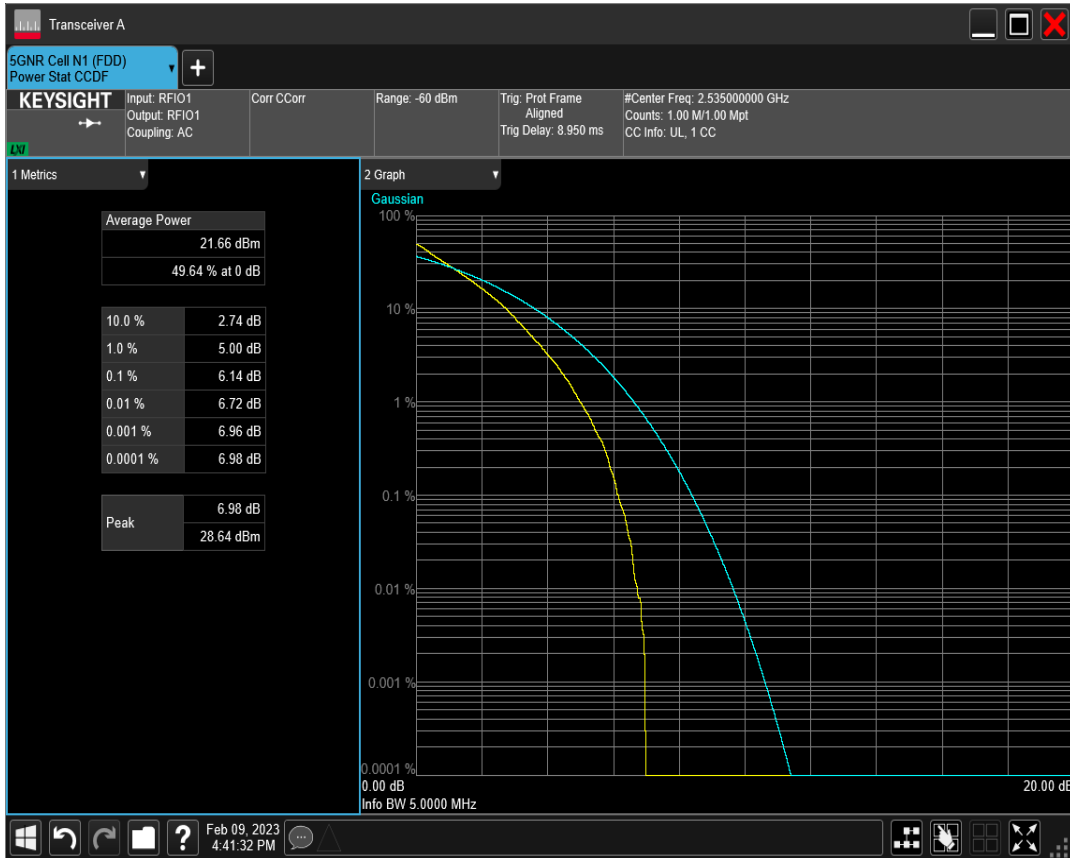 Transceiver A
5GNR Cell N1 (FDD)
Power Stat CCDF
+
KEYSIGHT
LXI
Input: RFIO1
Output: RFIO1
Coupling: AC
Corr CCorr
Range: -60 dBm
Trig: Prot Frame
Aligned
Trig Delay: 8.950 ms
#Center Freq: 2.535000000 GHz
Counts: 1.00 M/1.00 Mpt
CC Info: UL, 1 CC
1 Metrics
Average Power
21.66 dBm
49.64 % at 0 dB
10.0 % 2.74 dB
1.0 % 5.00 dB
0.1 % 6.14 dB
0.01 % 6.72 dB
0.001 % 6.96 dB
0.0001 % 6.98 dB
Peak 6.98 dB
28.64 dBm
2 Graph
Gaussian
100 %
10 %
1 %
0.1 %
0.01 %
0.001 %
0.0001 %
0.00 dB 20.00 dB
Info BW 5.0000 MHz
?
Feb 09, 2023
4:41:32 PM